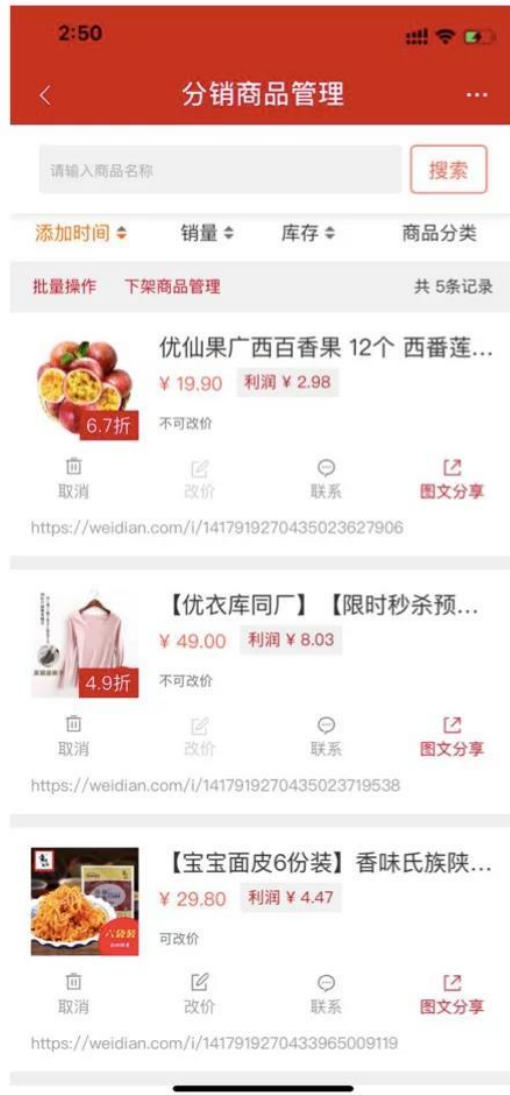 2:50
分销商品管理
请输入商品名称
搜索
添加时间 销量 库存 商品分类
批量操作 下架商品管理 共 5条记录
优仙果广西百香果 12个 西番莲...
¥ 19.90 利润 ¥ 2.98
6.7折
不可改价
取消 改价 联系 图文分享
https://weidian.com/i/1417919270435023627906
【优衣库同厂】【限时秒杀预...
¥ 49.00 利润 ¥ 8.03
4.9折
不可改价
取消 改价 联系 图文分享
https://weidian.com/i/1417919270435023719538
【宝宝面皮6份装】香味氏族陕...
¥ 29.80 利润 ¥ 4.47
六袋装
可改价
取消 改价 联系 图文分享
https://weidian.com/i/1417919270433965009119